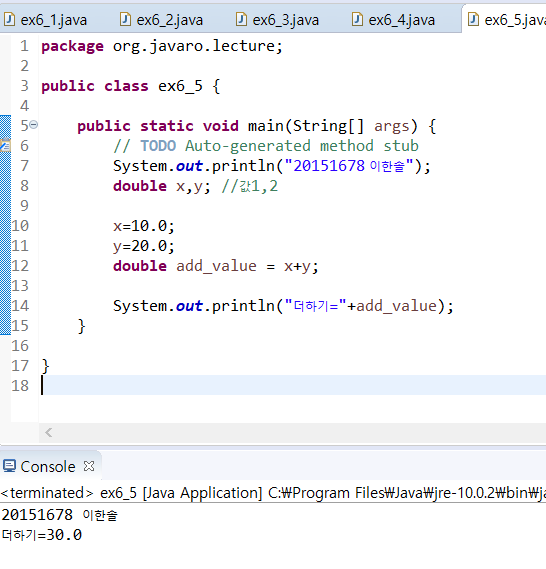 ex6_1.java ex6_2.java ex6_3.java ex6_4.java ex6_5.java
1 package org.javaro.lecture;
2
3 public class ex6_5 {
4
5 public static void main(String[] args) {
6 // TODO Auto-generated method stub
7 System.out.println("20151678 이한솔");
8 double x,y; //값1,2
9
10 x=10.0;
11 y=20.0;
12 double add_value = x+y;
13
14 System.out.println("더하기="+add_value);
15 }
16
17 }
18
Console
<terminated> ex6_5 [Java Application] C:₩Program Files₩Java₩jre-10.0.2₩bin₩ja
20151678 이한솔
더하기=30.0